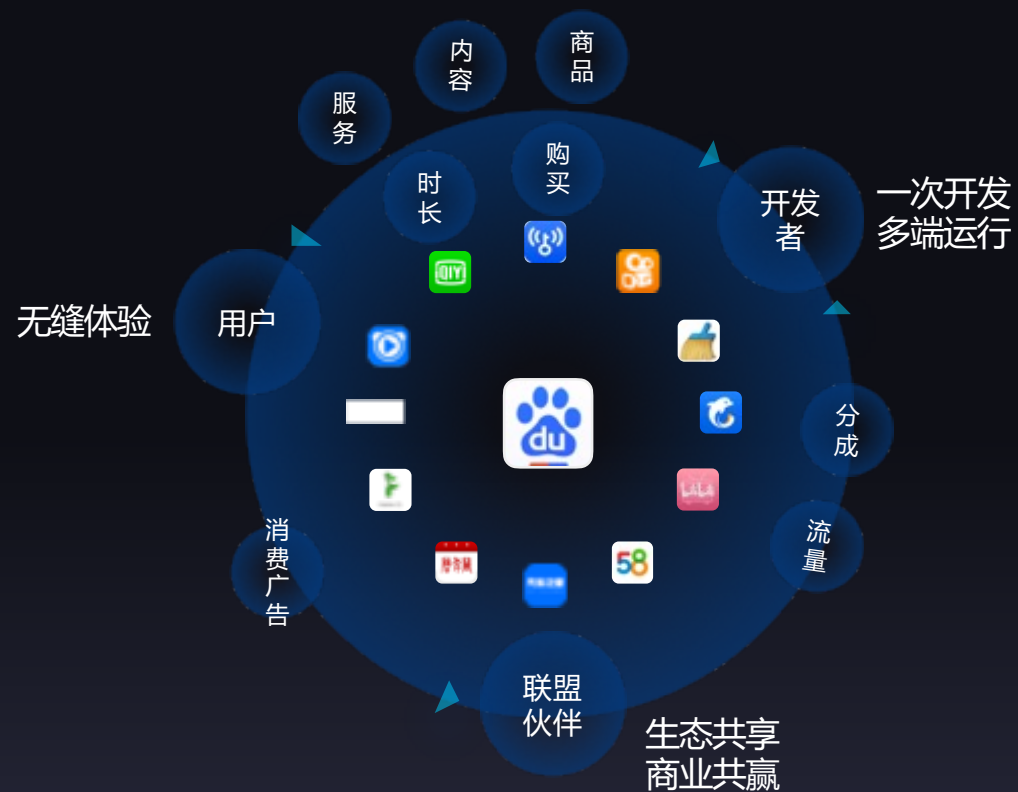 内
容
商
品
服
务
购
买
时
长
开发
者
一次开发
多端运行
用户
无缝体验
QIY
du
分
成
流
量
消
费
广
告
58
联盟
伙伴
生态共享
商业共赢